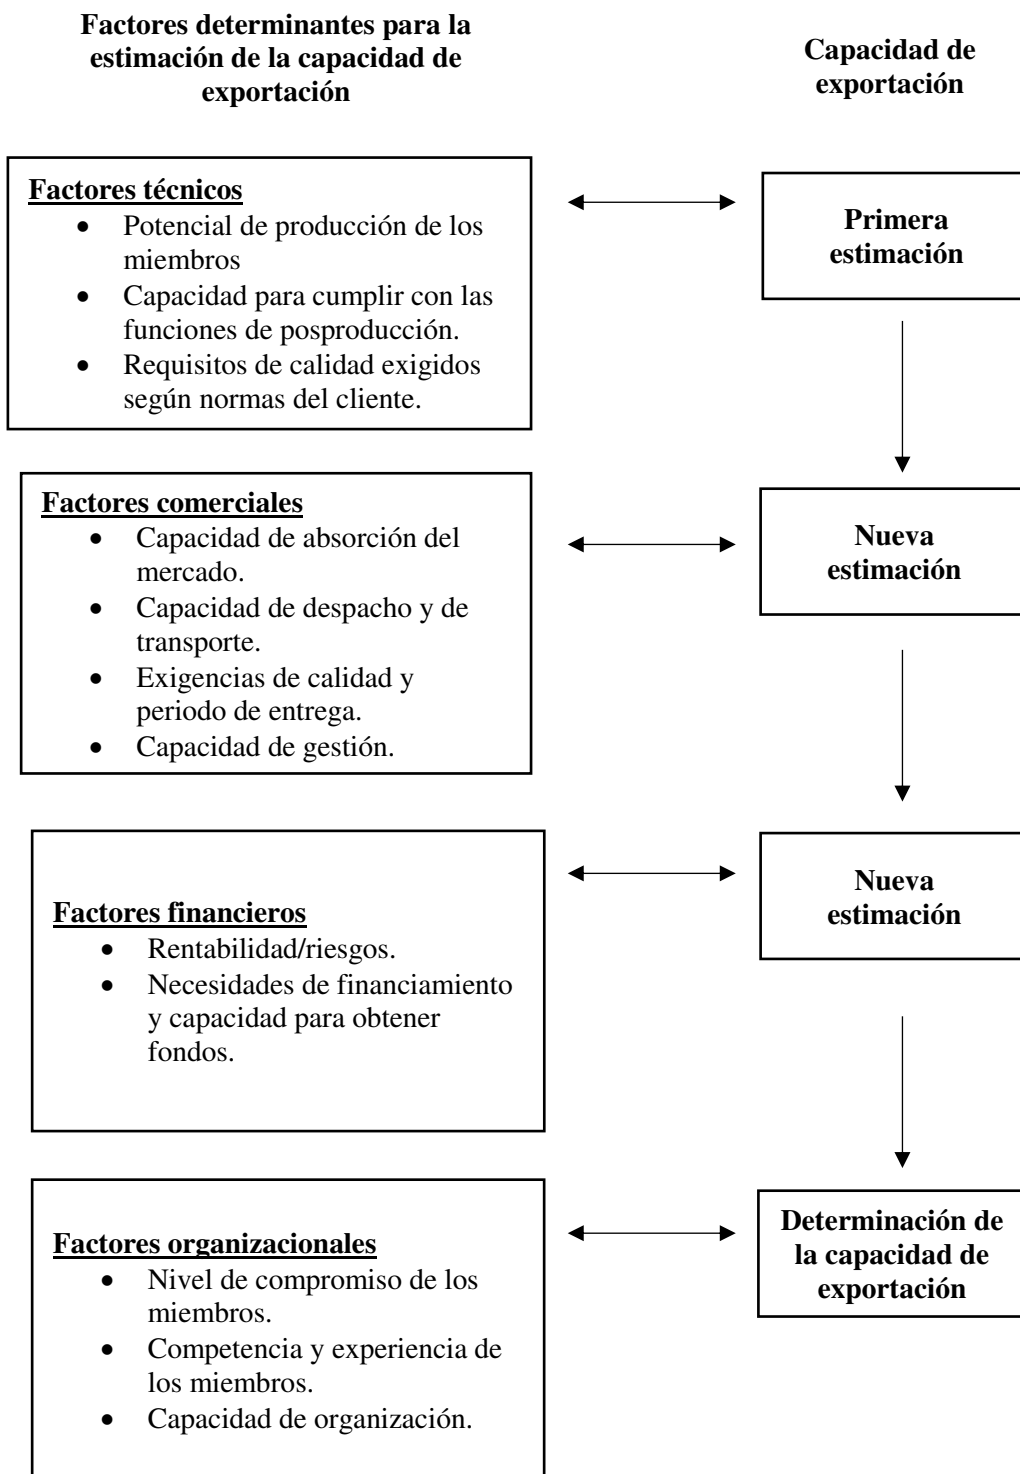 Factores determinantes para la
estimación de la capacidad de
exportación
Capacidad de
exportación
Factores técnicos
• Potencial de producción de los
miembros
• Capacidad para cumplir con las
funciones de posproducción.
• Requisitos de calidad exigidos
según normas del cliente.
Primera
estimación
Factores comerciales
• Capacidad de absorción del
mercado.
• Capacidad de despacho y de
transporte.
• Exigencias de calidad y
periodo de entrega.
• Capacidad de gestión.
Nueva
estimación
Factores financieros
• Rentabilidad/riesgos.
• Necesidades de financiamiento
y capacidad para obtener
fondos.
Nueva
estimación
Factores organizacionales
• Nivel de compromiso de los
miembros.
• Competencia y experiencia de
los miembros.
• Capacidad de organización.
Determinación de
la capacidad de
exportación